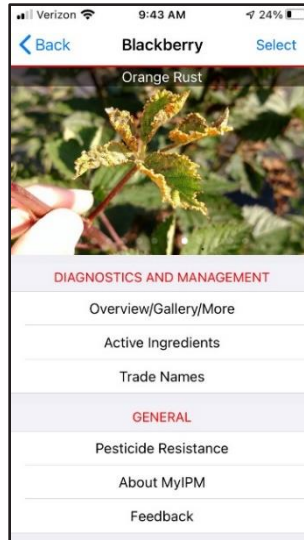 Verizon 9:43 AM 24%
Back Blackberry Select
Orange Rust
DIAGNOSTICS AND MANAGEMENT
Overview/Gallery/More
Active Ingredients
Trade Names
GENERAL
Pesticide Resistance
About MyIPM
Feedback